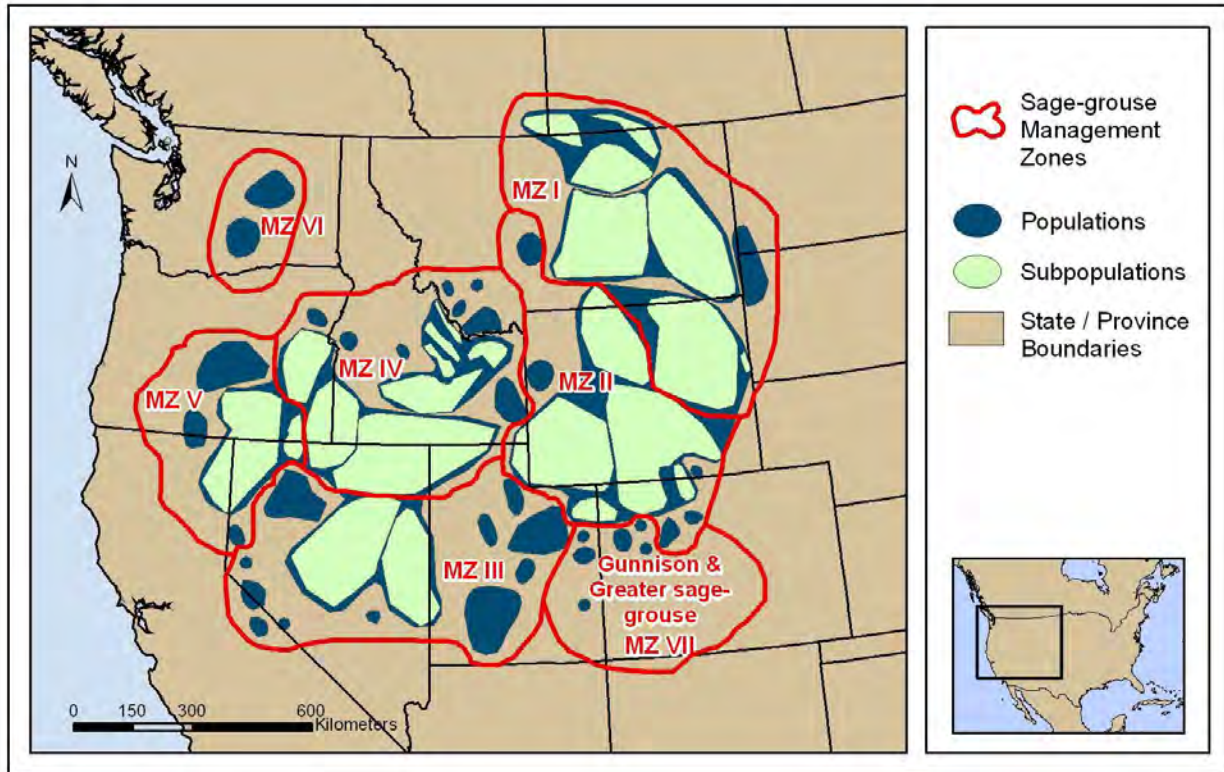 N
MZ I
MZ VI
MZ IV
MZ II
MZ V
MZ III
Gunnison &
Greater sage-
grouse
MZ VII
0 150 300 600
Kilometers
Sage-grouse
Management
Zones
Populations
Subpopulations
State / Province
Boundaries